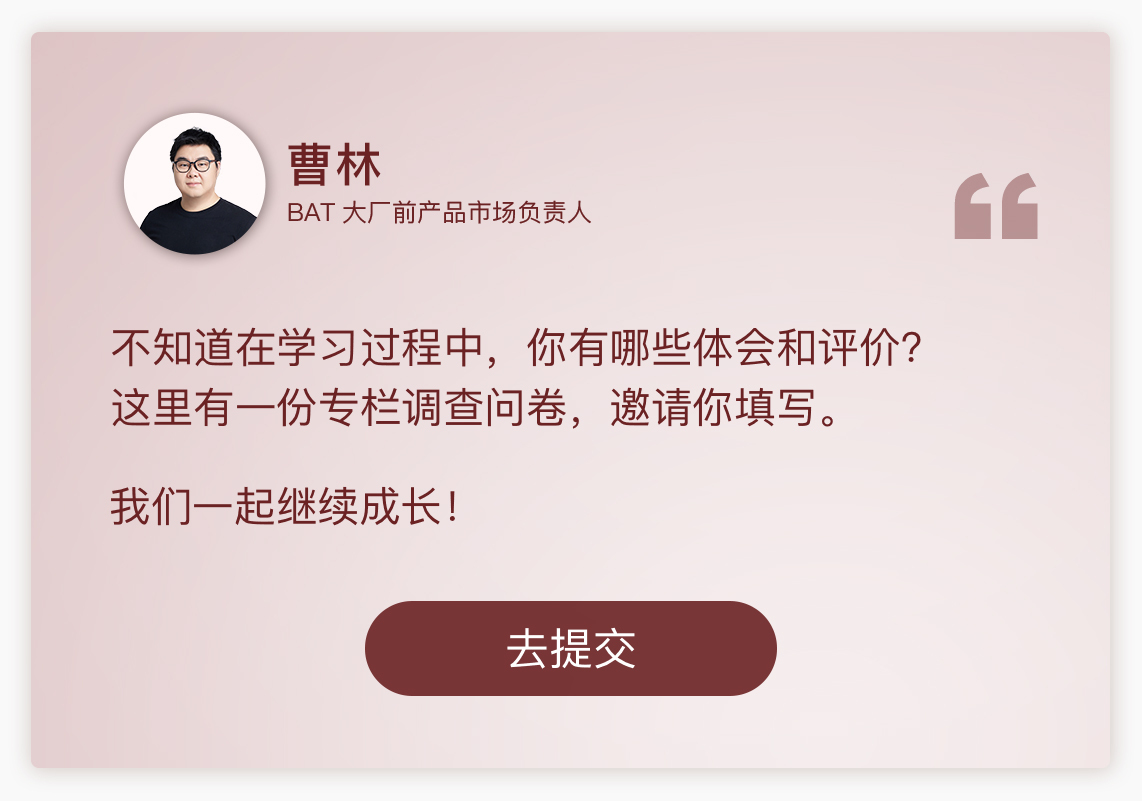 曹林
BAT 大厂前产品市场负责人
不知道在学习过程中，你有哪些体会和评价？
这里有一份专栏调查问卷，邀请你填写。
我们一起继续成长！
去提交